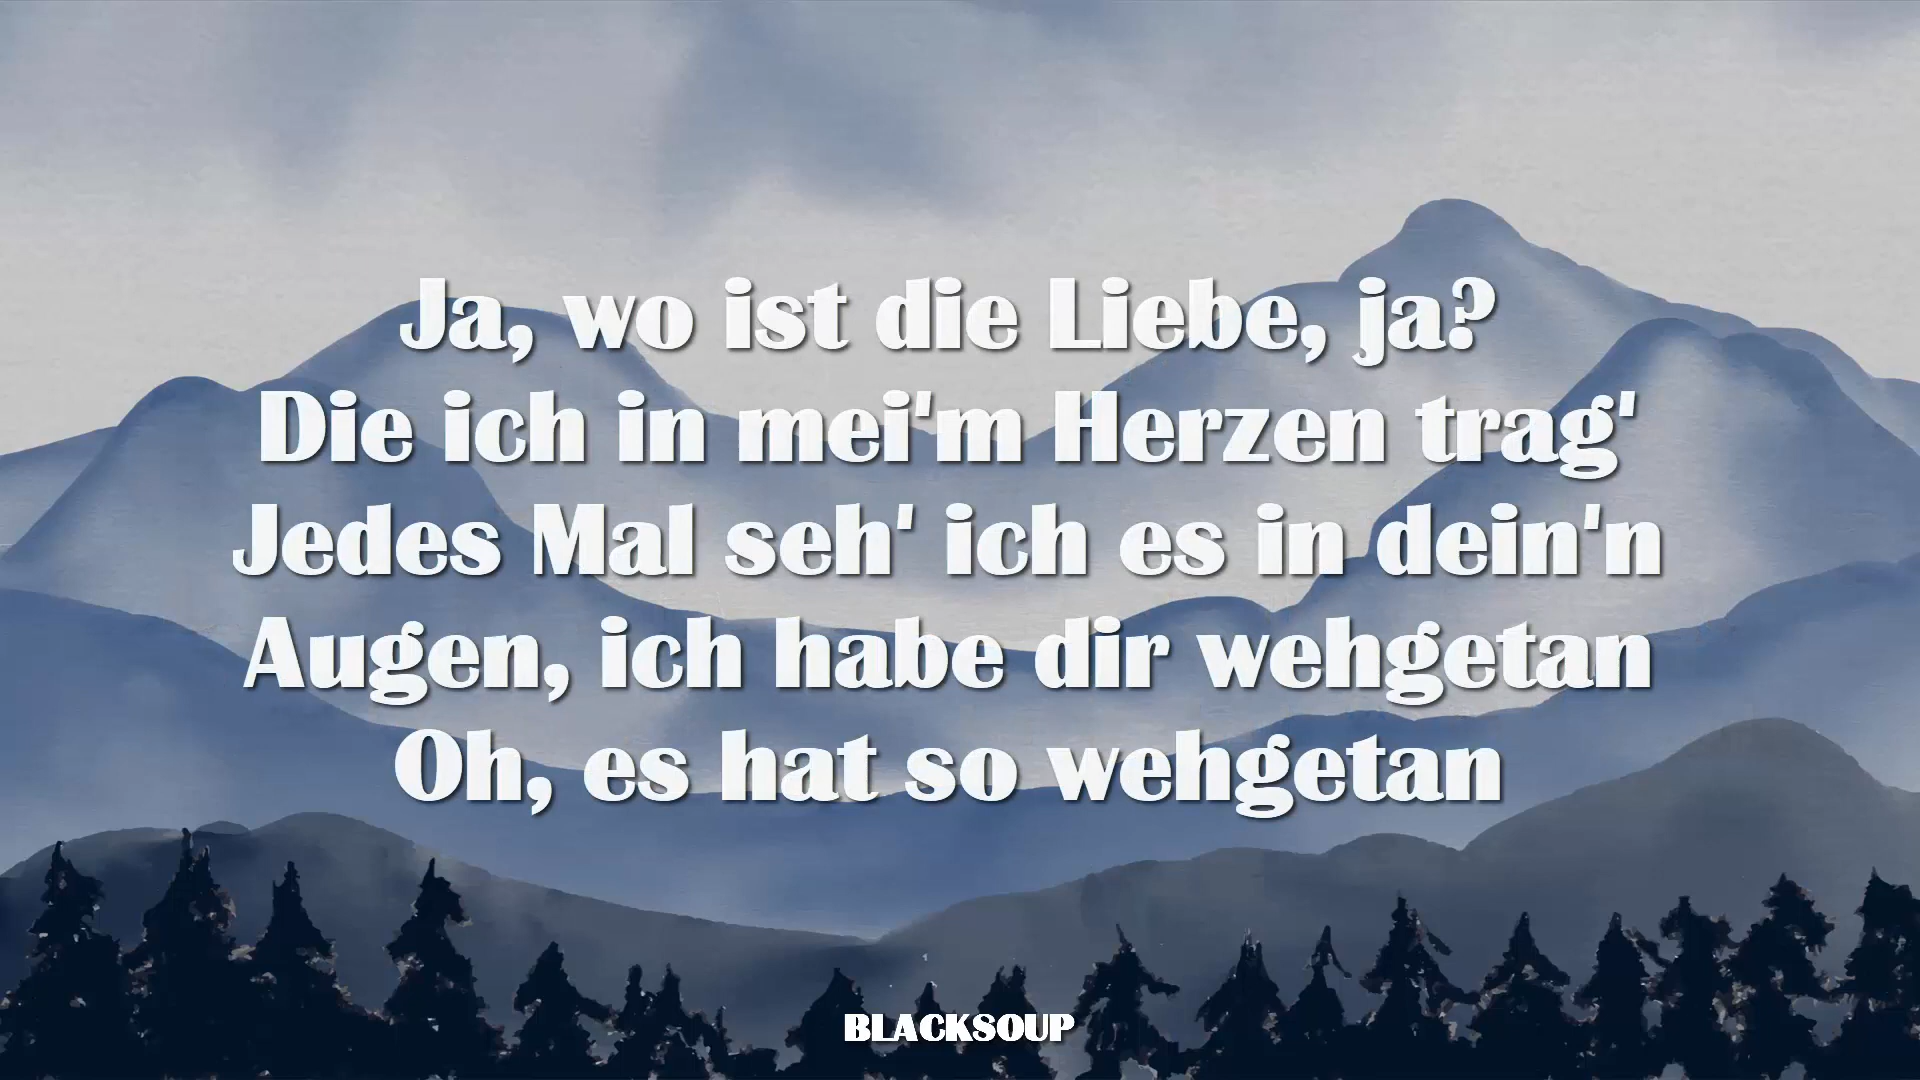 Ja, wo ist die Liebe, ja?
Die ich in mei'm Herzen trag'
Jedes Mal seh' ich es in dein'n
Augen, ich habe dir wehgetan
Oh, es hat so wehgetan
BLACKSOUP